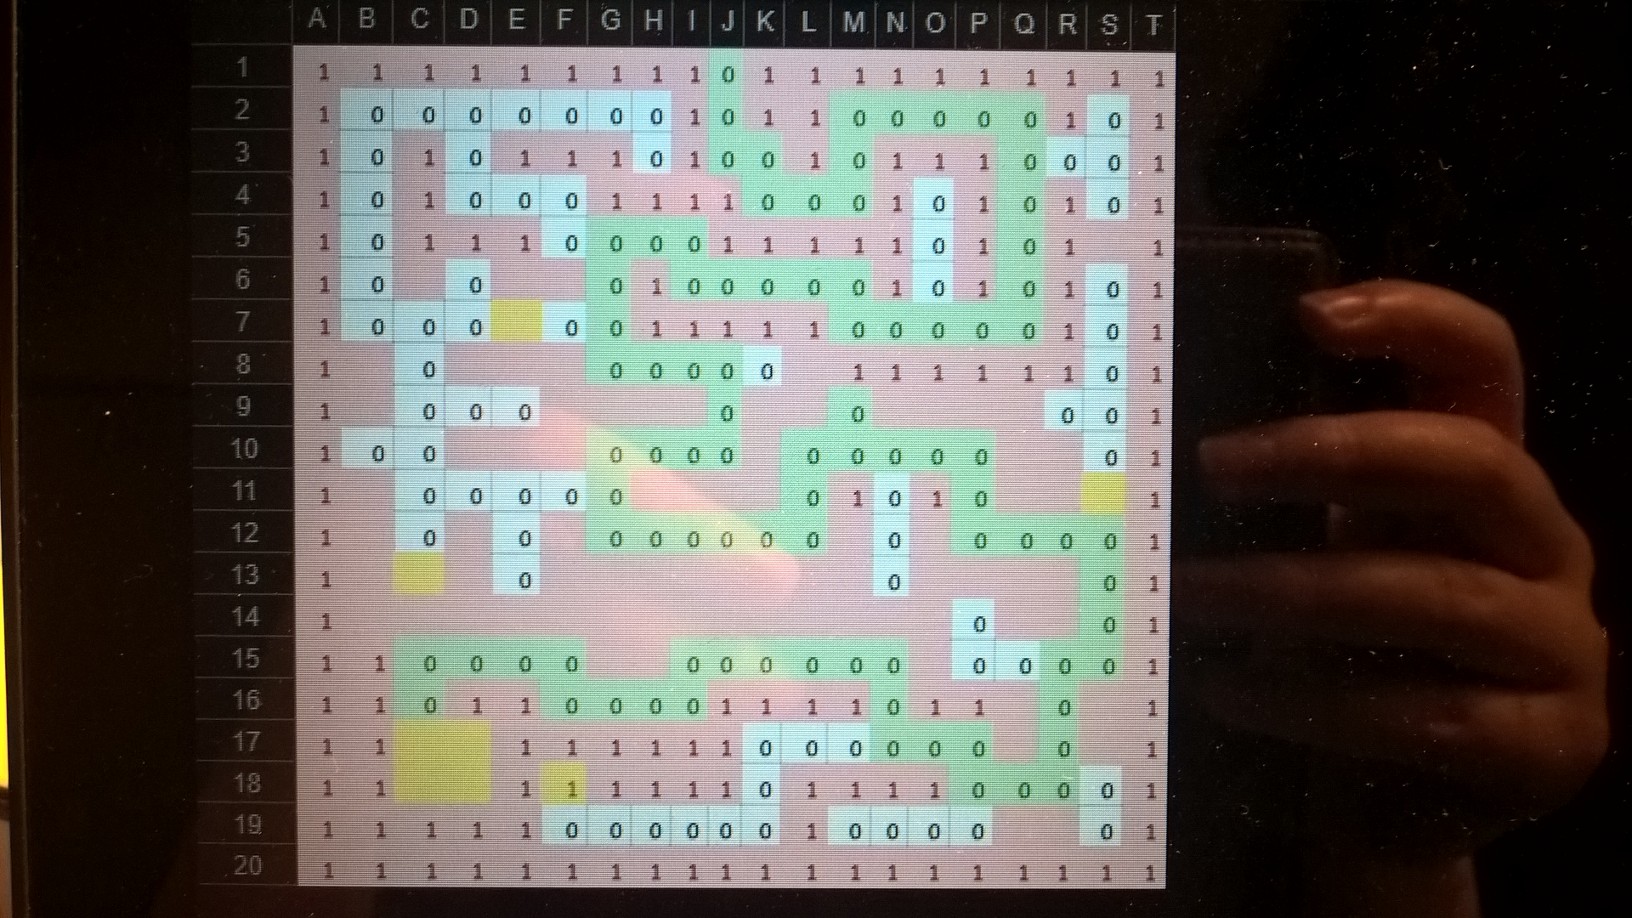 A B C D E F G H I J K L M N O P Q R S T
1 1 1 1 1 1 1 1 1 1 0 1 1 1 1 1 1 1 1 1 1
2 1 0 0 0 0 0 0 0 1 0 1 1 0 0 0 0 0 1 0 1
3 1 0 1 0 1 1 1 0 1 0 0 1 0 1 1 1 0 0 0 1
4 1 0 1 0 0 0 1 1 1 1 0 0 0 1 0 1 0 1 0 1
5 1 0 1 1 1 0 0 0 0 1 1 1 1 1 0 1 0 1 1
6 1 0 0 0 1 0 0 0 0 0 1 0 1 0 1 0 1
7 1 0 0 0 0 0 1 1 1 1 1 0 0 0 0 0 1 0 1
8 1 0 0 0 0 0 0 1 1 1 1 1 1 0 1
9 1 0 0 0 0 0 0 0 1
10 1 0 0 0 0 0 0 0 0 0 0 0 0 1
11 1 0 0 0 0 0 0 1 0 1 0 1
12 1 0 0 0 0 0 0 0 0 0 0 0 0 0 0 1
13 1 0 0 0 1
14 1 0 0 1
15 1 1 0 0 0 0 0 0 0 0 0 0 0 0 0 0 1
16 1 1 0 1 1 0 0 0 0 1 1 1 1 0 1 1 0 1
17 1 1 1 1 1 1 1 1 0 0 0 0 0 0 0 1
18 1 1 1 1 1 1 1 1 0 1 1 1 1 0 0 0 0 1
19 1 1 1 1 1 0 0 0 0 0 0 1 0 0 0 0 0 1
20 1 1 1 1 1 1 1 1 1 1 1 1 1 1 1 1 1 1 1 1